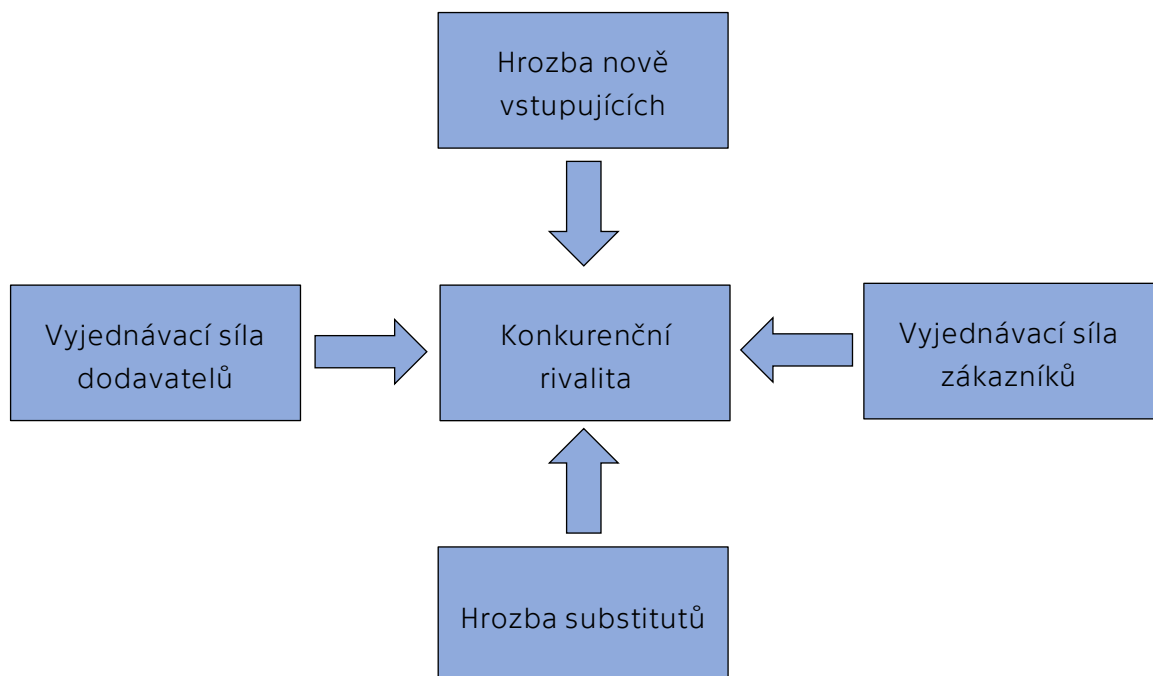 Hrozba nově
vstupujících
Vyjednávací síla
dodavatelů
Konkurenční
rivalita
Vyjednávací síla
zákazníků
Hrozba substitutů